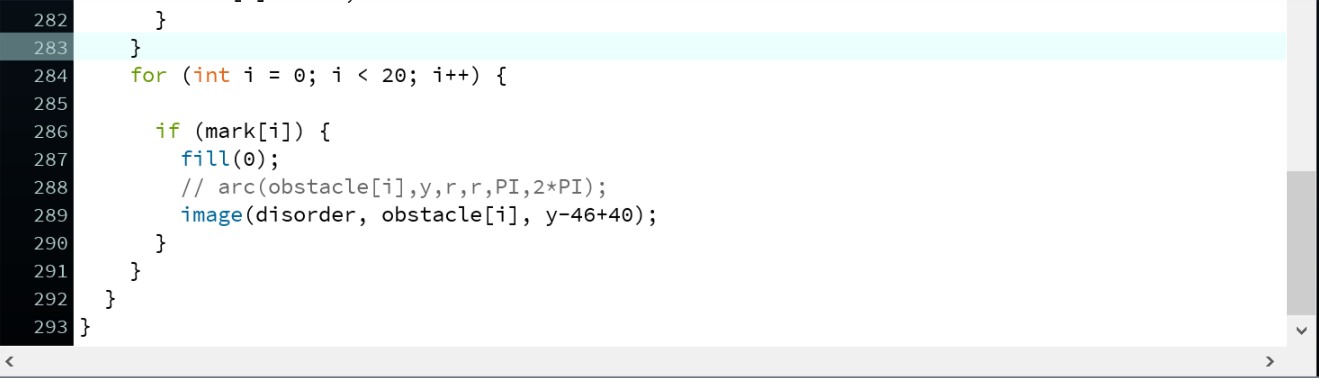 282 }
283 }
284 for (int i = 0; i < 20; i++) {
285
286 if (mark[i]) {
287 fill(0);
288 // arc(obstacle[i],y,r,r,PI,2*PI);
289 image(disorder, obstacle[i], y-46+40);
290 }
291 }
292 }
293 }